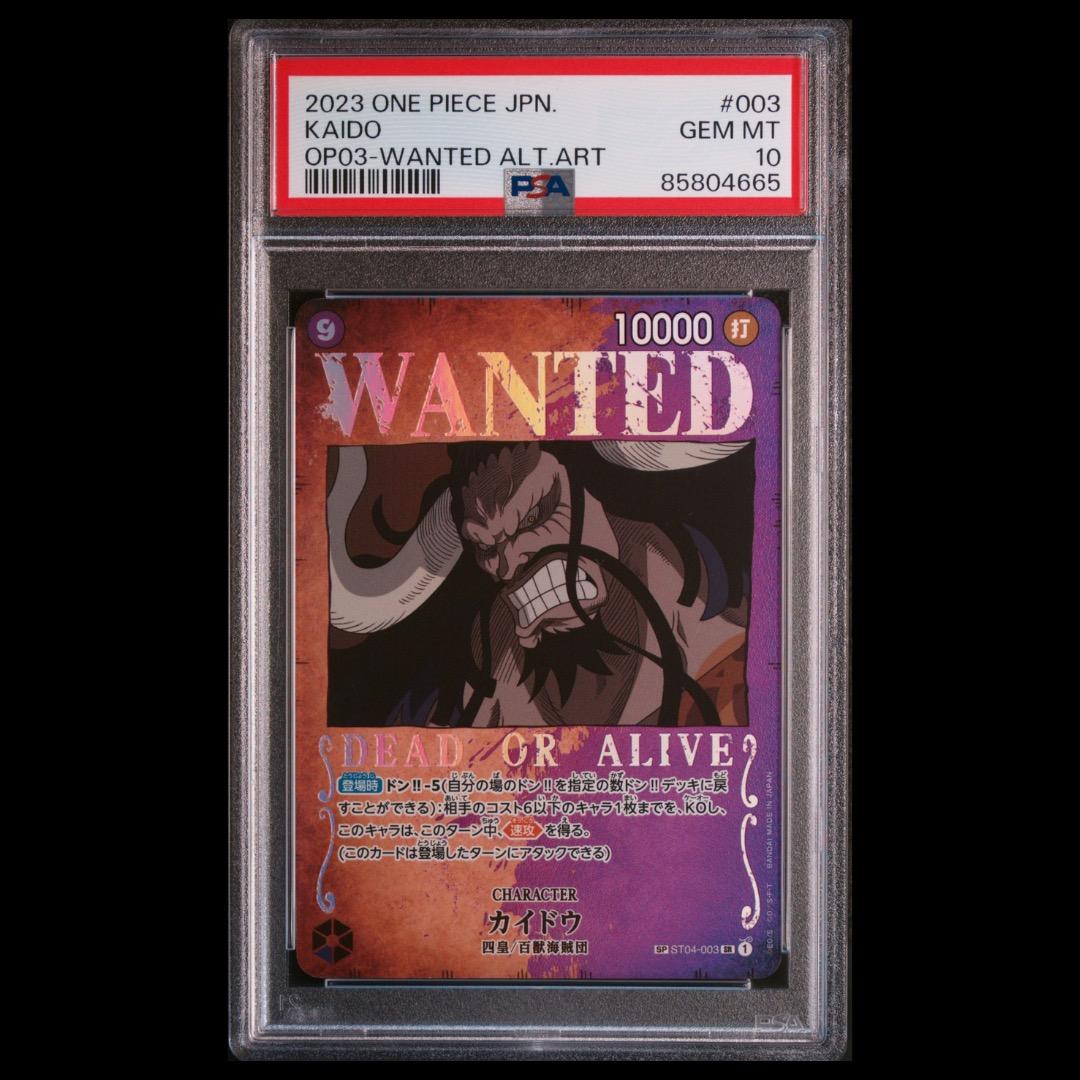 2023 ONE PIECE JPN. #003
KAIDO GEM MT
OP03-WANTED ALT.ART 10
PSA 85804665
9 10000 打
WANTED
DEAD OR ALIVE
登場時 ドン!!-5(自分の場のドン!!を指定の数ドン!!デッキに戻
すことができる):相手のコスト6以下のキャラ1枚までを、KOし、
このキャラは、このターン中、速攻を得る。
(このカードは登場したターンにアタックできる)
CHARACTER
カイドウ
四皇/百獣海賊団
SP ST04-003 SR 1
BANDAI MADE IN JAPAN
PSA